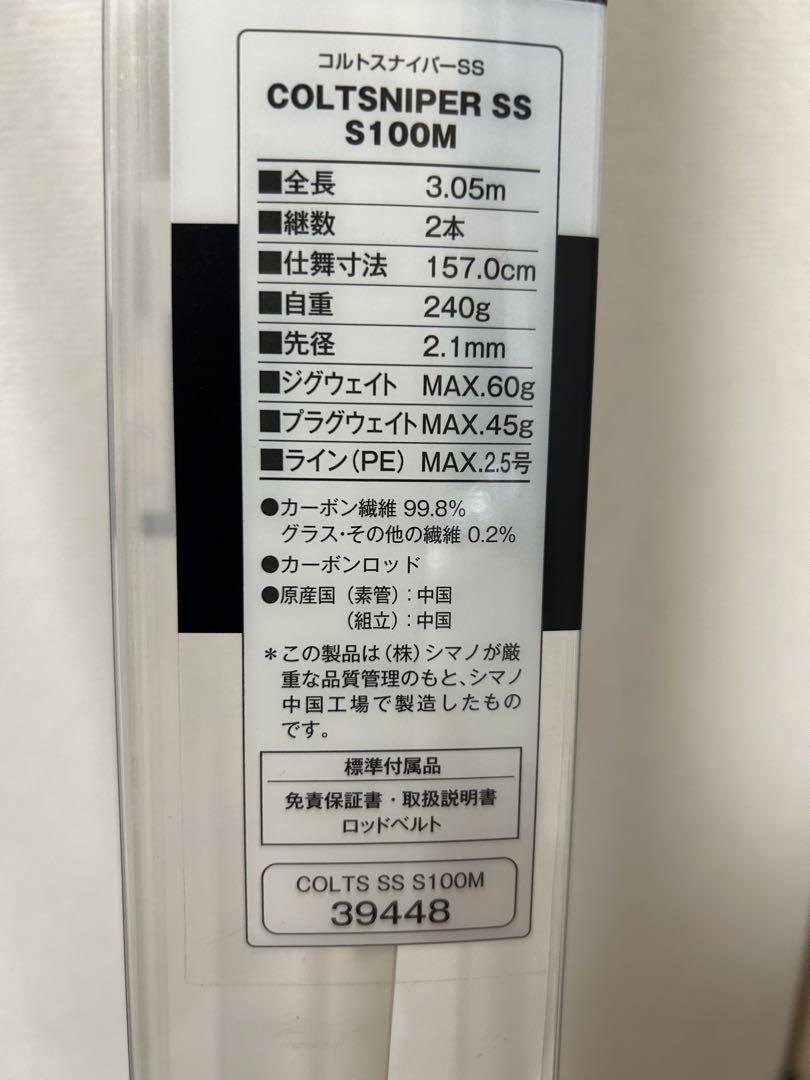 コルトスナイパーSS
COLTSNIPER SS
S100M
■全長 3.05m
■継数 2本
■仕舞寸法 157.0cm
■自重 240g
■先径 2.1mm
■ジグウェイト MAX.60g
■プラグウェイト MAX.45g
■ライン(PE) MAX.2.5号
●カーボン繊維 99.8%
グラス・その他の繊維 0.2%
●カーボンロッド
●原産国(素管):中国
(組立):中国
*この製品は(株)シマノが厳
重な品質管理のもと、シマノ
中国工場で製造したもの
です。
標準付属品
免責保証書・取扱説明書
ロッドベルト
COLTS SS S100M
39448